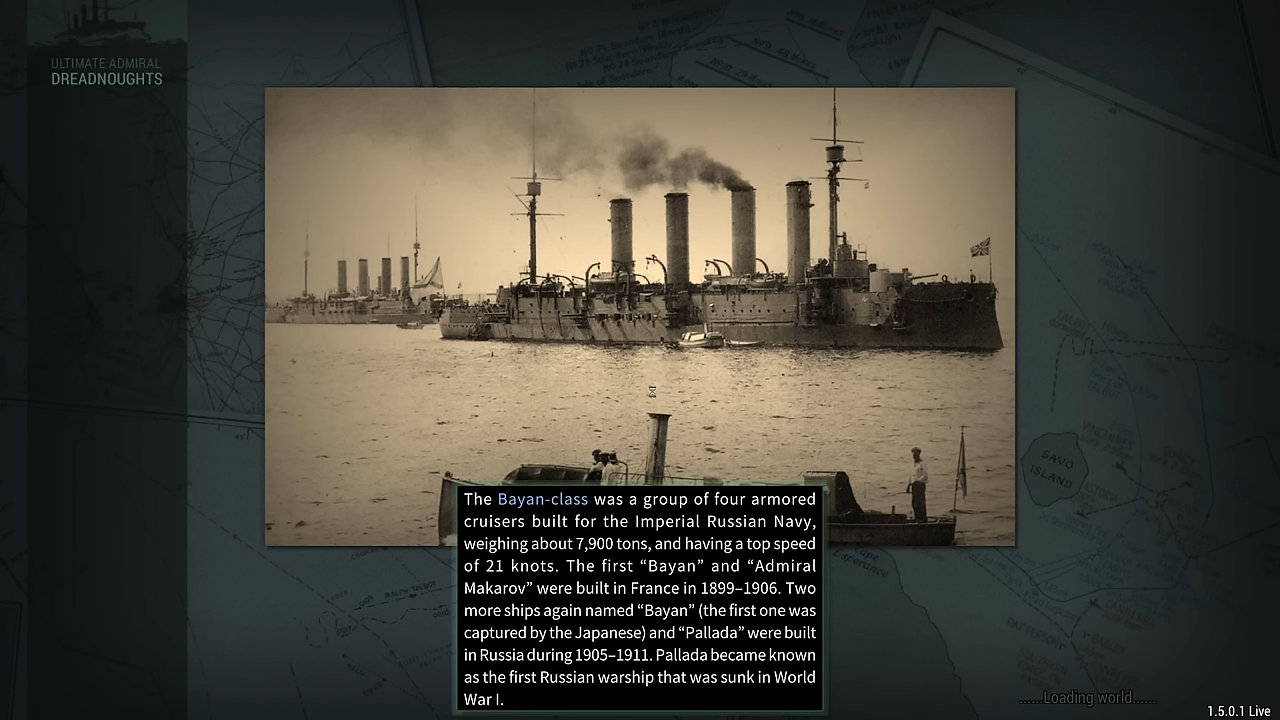 ULTIMATE ADMIRAL
DREADNOUGHTS
The Bayan-class was a group of four armored
cruisers built for the Imperial Russian Navy,
weighing about 7,900 tons, and having a top speed
of 21 knots. The first “Bayan” and “Admiral
Makarov” were built in France in 1899–1906. Two
more ships again named “Bayan” (the first one was
captured by the Japanese) and “Pallada” were built
in Russia during 1905–1911. Pallada became known
as the first Russian warship that was sunk in World
War I.
SAVO
ISLAND
......Loading world......
1.5.0.1 Live